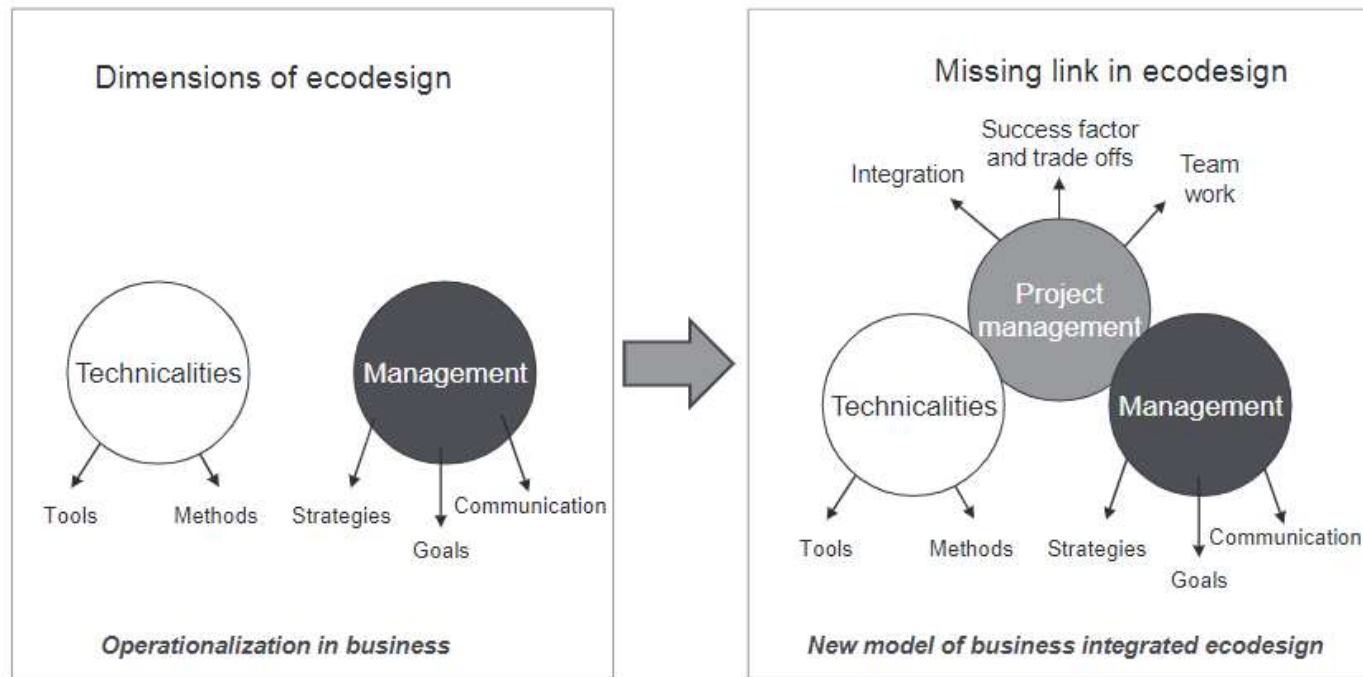 Dimensions of ecodesign
Technicalities
Management
Tools
Methods
Strategies
Communication
Goals
Operationalization in business
Missing link in ecodesign
Success factor
and trade offs
Integration
Team
work
Project
management
Technicalities
Management
Tools
Methods
Strategies
Communication
Goals
New model of business integrated ecodesign